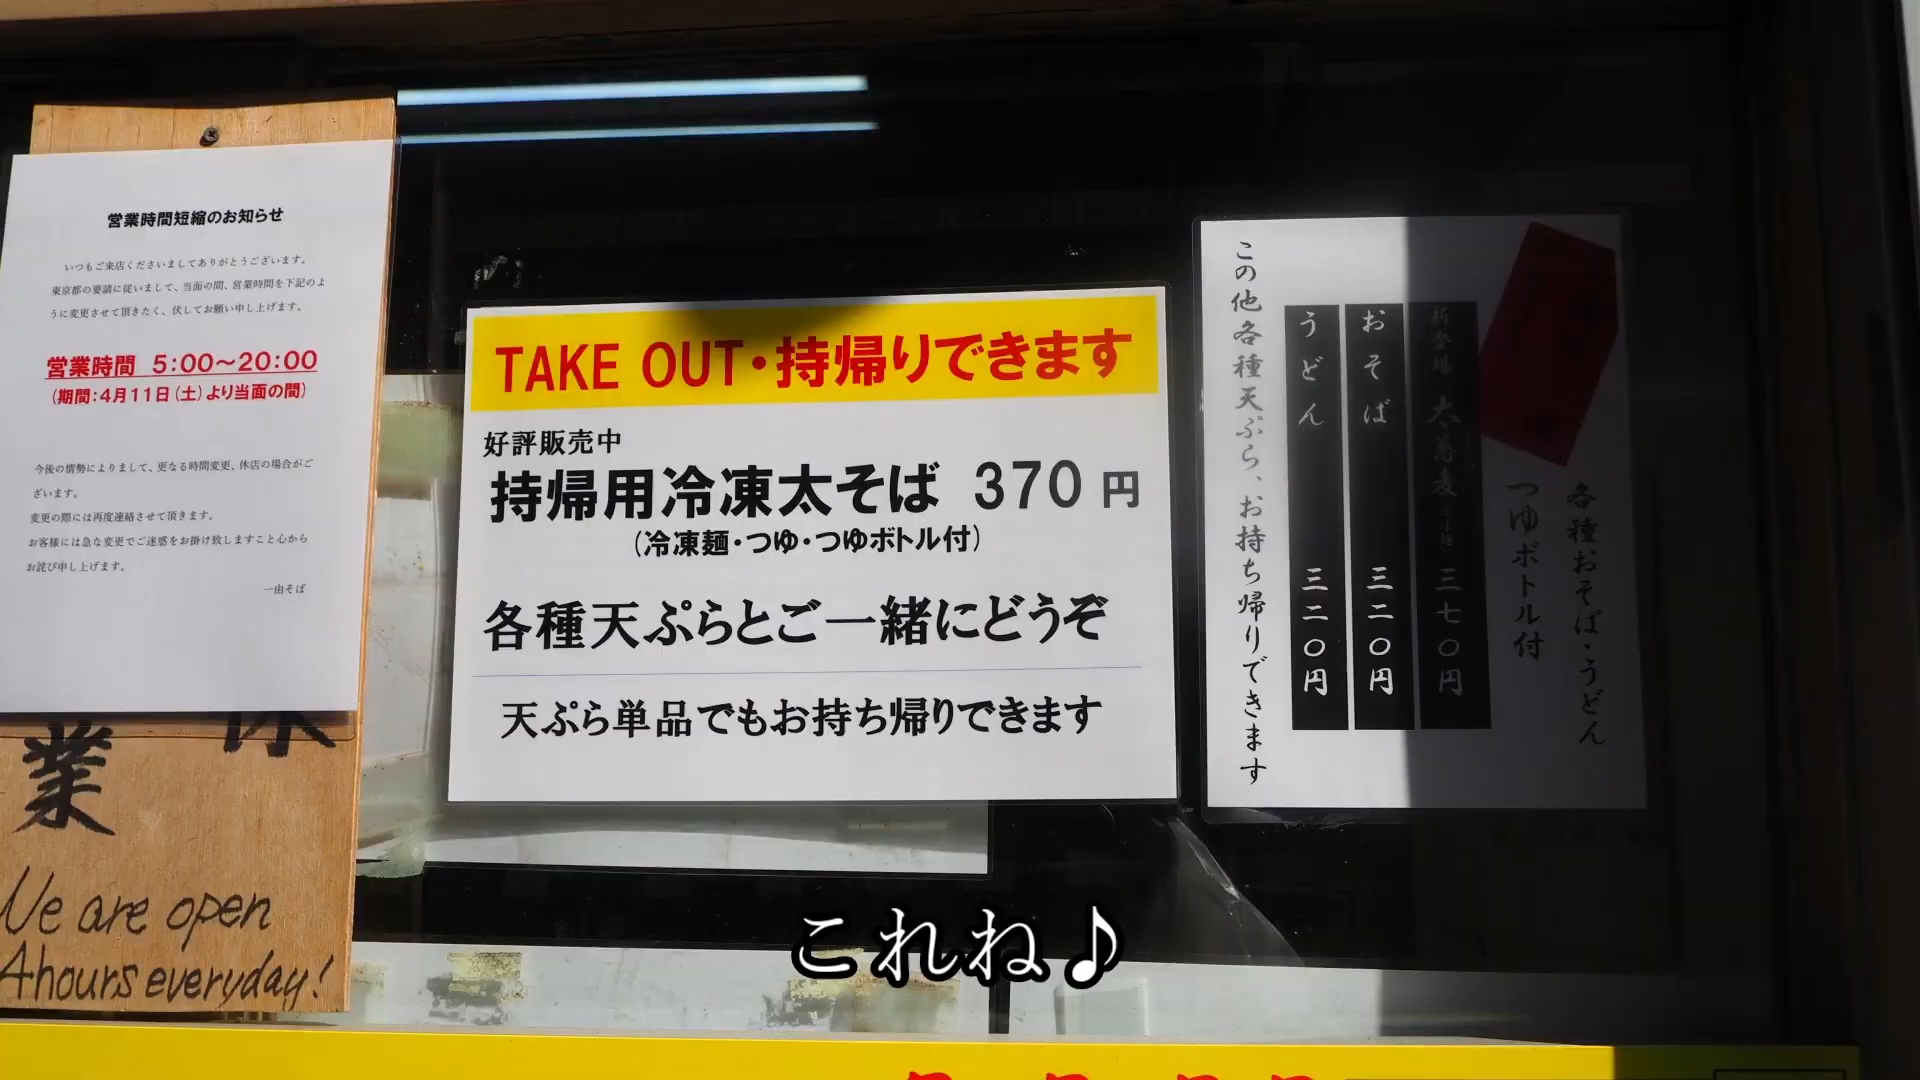 営業時間短縮のお知らせ
いつもご来店くださいましてありがとうございます。
東京都の要請に従いまして、当面の間、営業時間を下記のよ
うに変更させて頂きたく、伏してお願い申し上げます。
営業時間 5:00～20:00
(期間:4月11日(土)より当面の間)
今後の情勢によりまして、更なる時間変更、休店の場合がご
ざいます。
変更の際には再度連絡させて頂きます。
お客様には急な変更でご迷惑をお掛け致しますこと心から
お詫び申し上げます。
一由そば
業
We are open
4hours everyday!
TAKE OUT・持帰りできます
好評販売中
持帰用冷凍太そば 370円
(冷凍麺・つゆ・つゆボトル付)
各種天ぷらとご一緒にどうぞ
天ぷら単品でもお持ち帰りできます
各種おそば・うどん
つゆボトル付
新登場 太蕎麦 三七〇円
おそば 三二〇円
うどん 三二〇円
この他各種天ぷら、お持ち帰りできます
これね♪